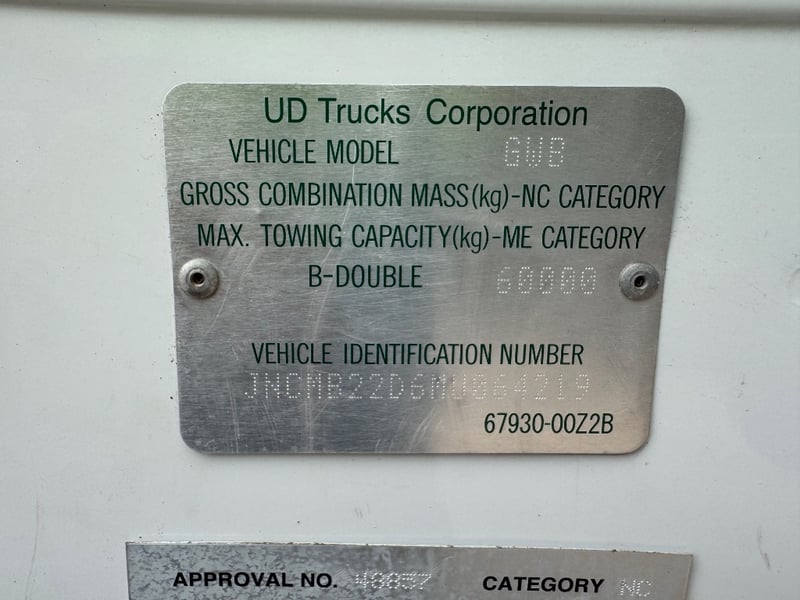 UD Trucks Corporation
VEHICLE MODEL GWB
GROSS COMBINATION MASS(kg)-NC CATEGORY
MAX. TOWING CAPACITY(kg)-ME CATEGORY
B-DOUBLE 60000
VEHICLE IDENTIFICATION NUMBER
JNCMB22D6MU064219
67930-00Z2B
APPROVAL NO. 48857 CATEGORY NC